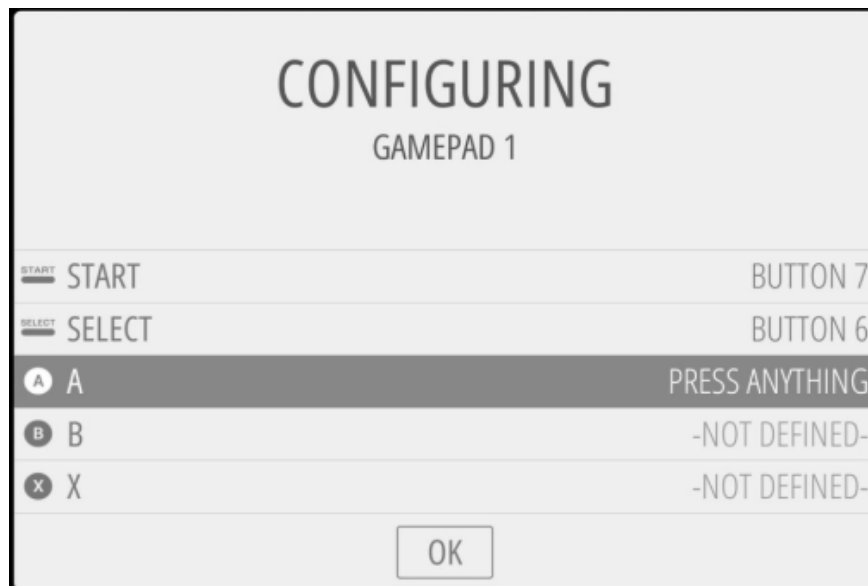 CONFIGURING
GAMEPAD 1
START START BUTTON 7
SELECT SELECT BUTTON 6
A A PRESS ANYTHING
B B -NOT DEFINED-
X X -NOT DEFINED-
OK